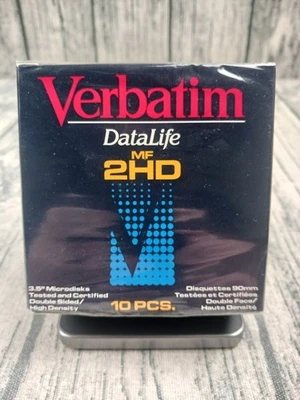 Verbatim
DataLife
MF
2HD
3.5" Microdisks
Tested and Certified
Double Sided/
High Density
Disquettes 90mm
Testées et Certifiées
Double Face/
Haute Densité
10 PCS.